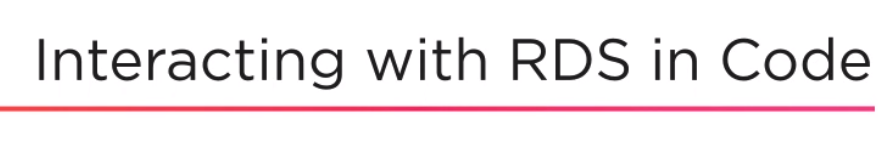 Interacting with RDS in Code